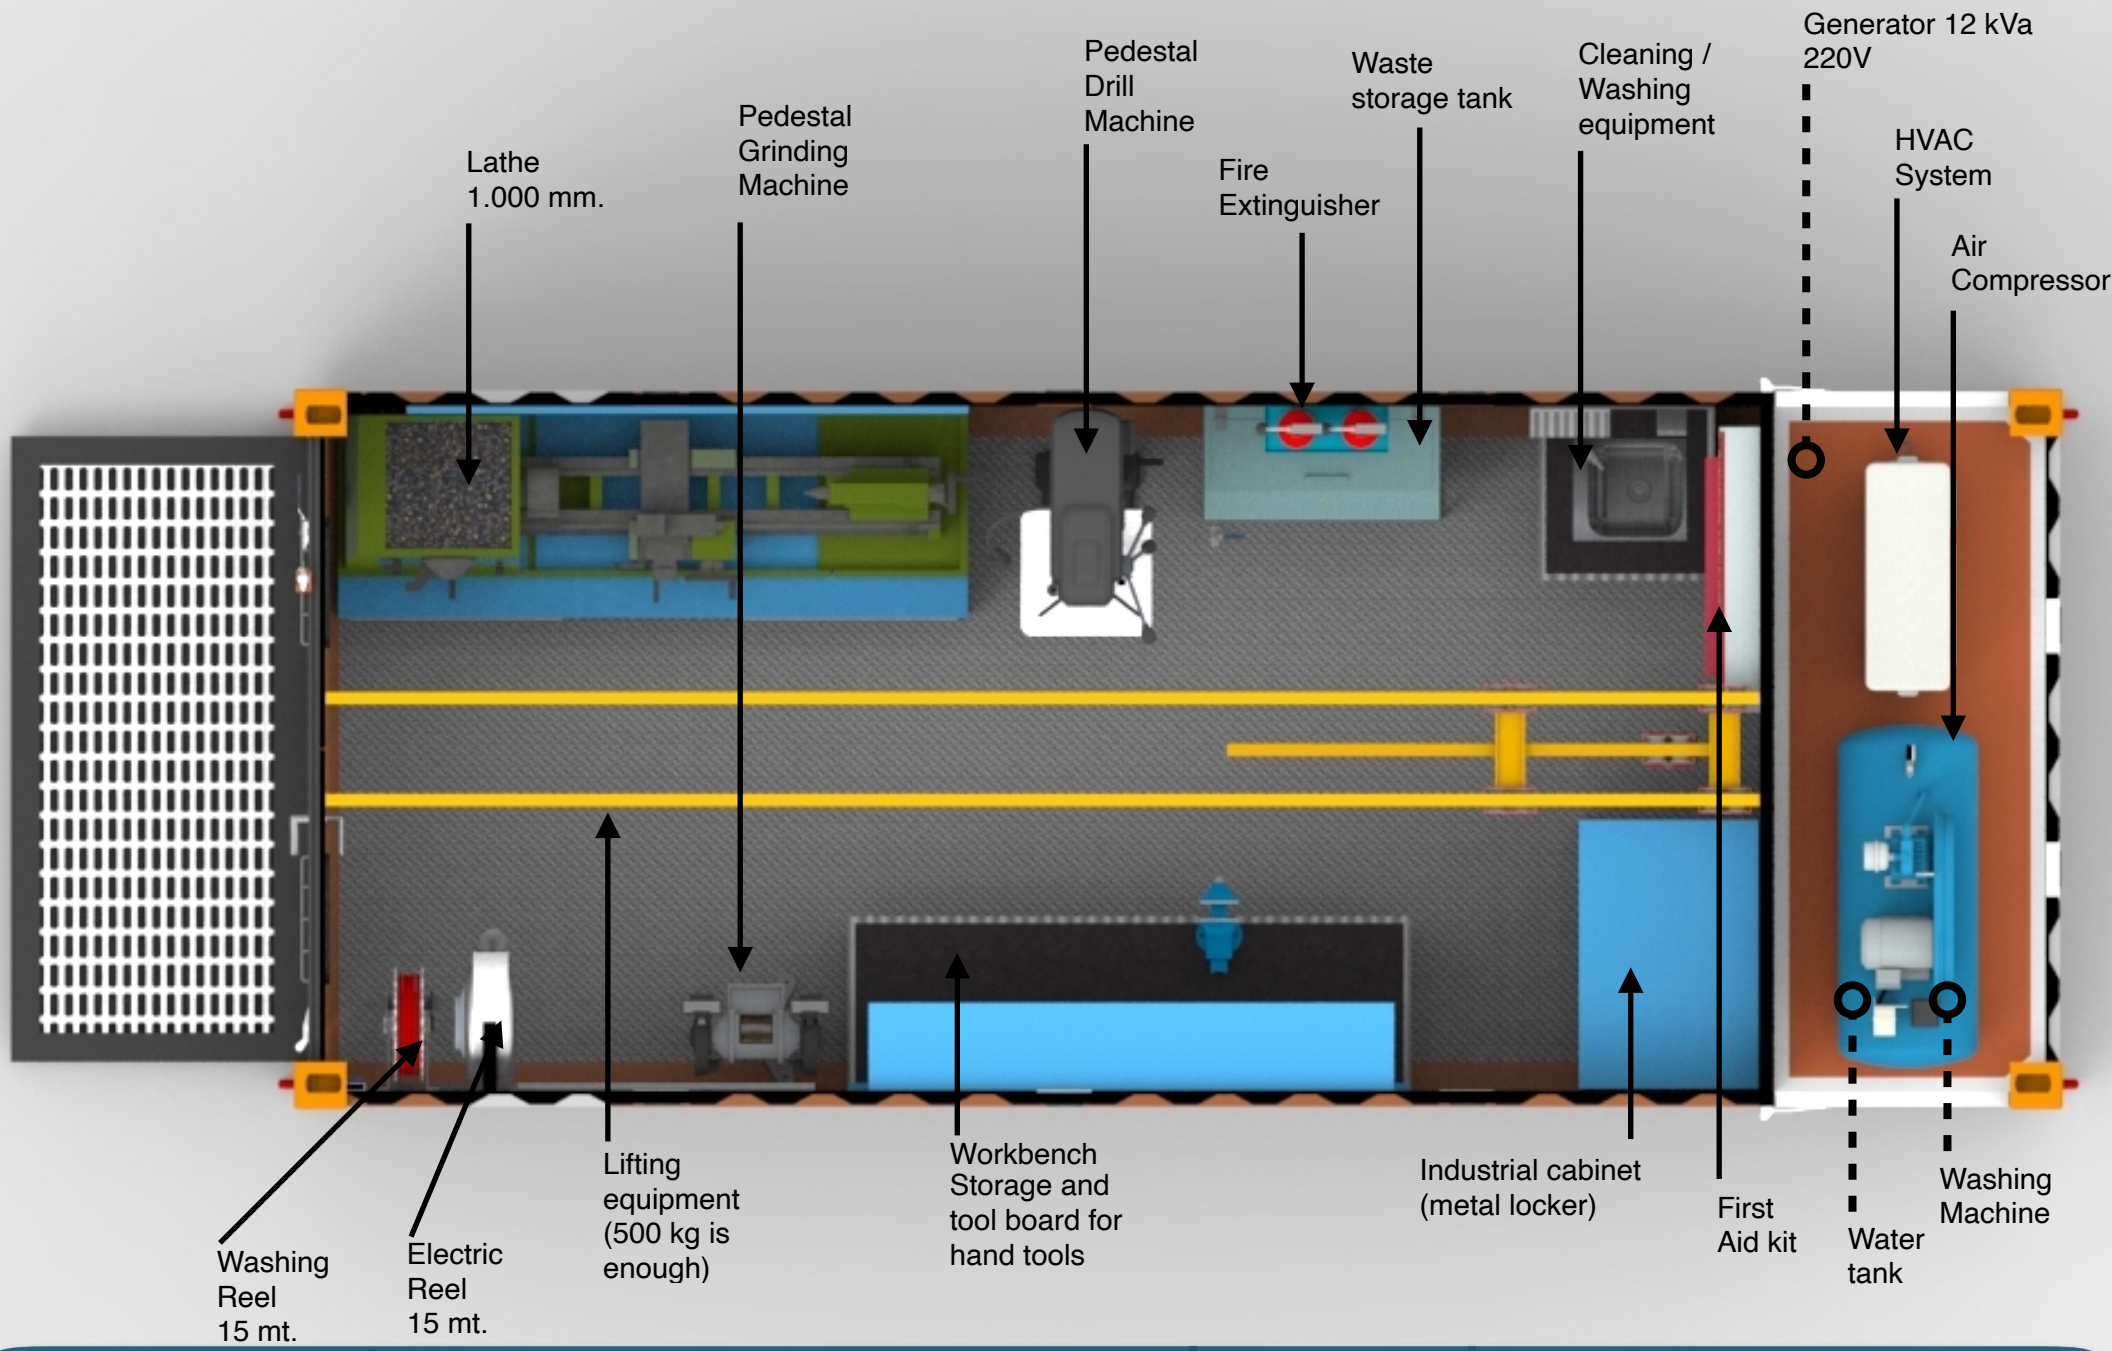 Generator 12 kVa
220V
Pedestal
Drill
Machine
Cleaning /
Washing
equipment
Waste
storage tank
Pedestal
Grinding
Machine
HVAC
System
Lathe
1.000 mm.
Fire
Extinguisher
Air
Compressor
Workbench
Storage and
tool board for
hand tools
Lifting
equipment
(500 kg is
enough)
Industrial cabinet
(metal locker)
Washing
Machine
First
Aid kit
Water
tank
Electric
Reel
15 mt.
Washing
Reel
15 mt.